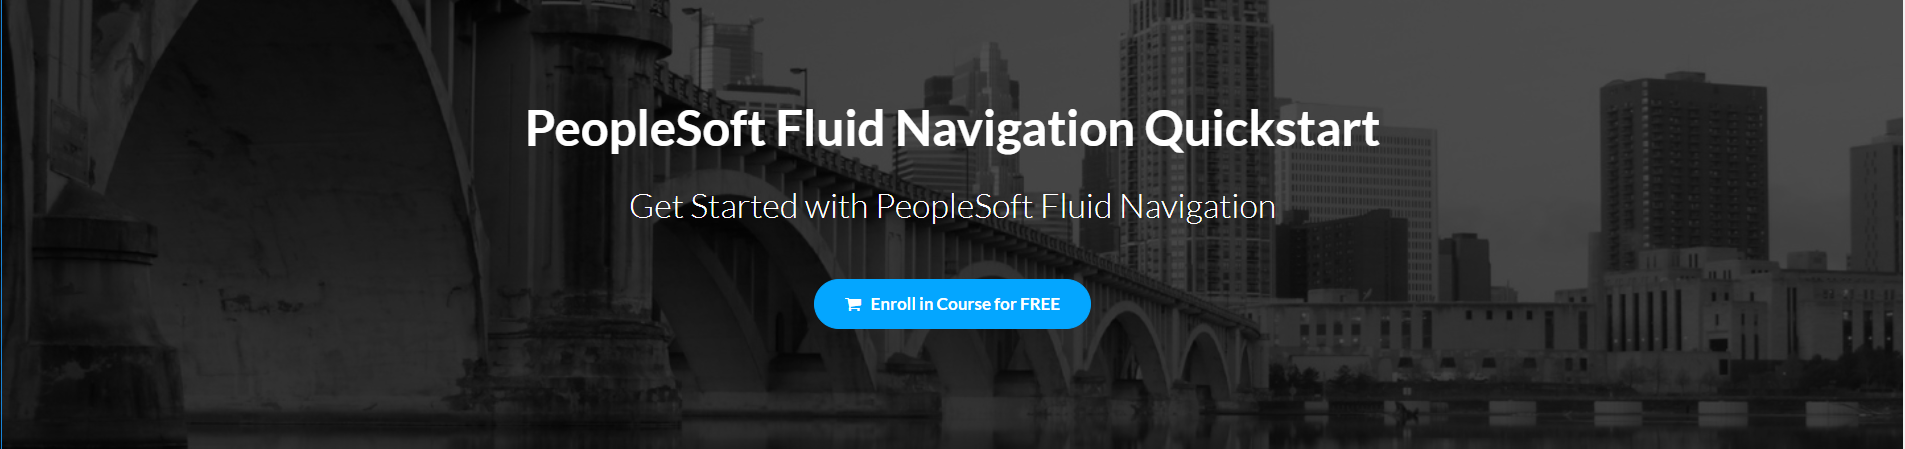 PeopleSoft Fluid Navigation Quickstart
Get Started with PeopleSoft Fluid Navigation
Enroll in Course for FREE